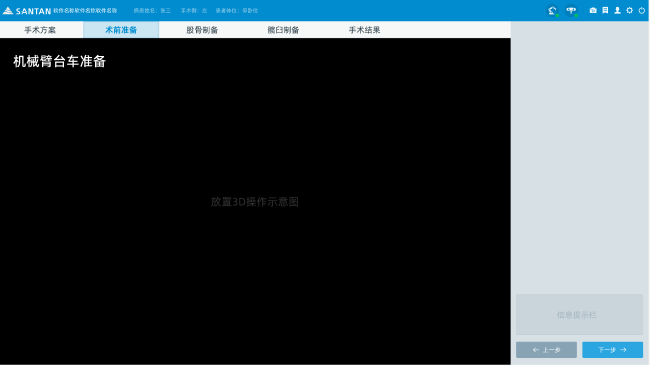 SANTAN 软件名称软件名称软件名称
病患姓名：张三 手术侧：左 患者体位：仰卧位
手术方案 术前准备 股骨制备 髋臼制备 手术结果
机械臂台车准备
放置3D操作示意图
信息提示栏
上一步 下一步